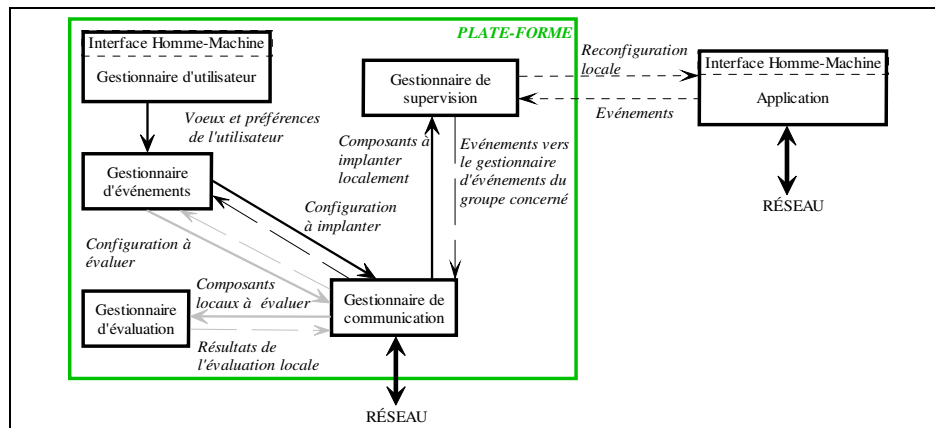 PLATE-FORME
Interface Homme-Machine
Gestionnaire d'utilisateur
Voeux et préférences
de l'utilisateur
Gestionnaire
d'événements
Configuration
à implanter
Configuration à
évaluer
Composants
locaux à évaluer
Gestionnaire
d'évaluation
Résultats de
l'évaluation locale
Gestionnaire de
supervision
Composants à
implanter
localement
Evénements vers
le gestionnaire
d'événements du
groupe concerné
Gestionnaire de
communication
RÉSEAU
Reconfiguration
locale
Evénements
Interface Homme-Machine
Application
RÉSEAU